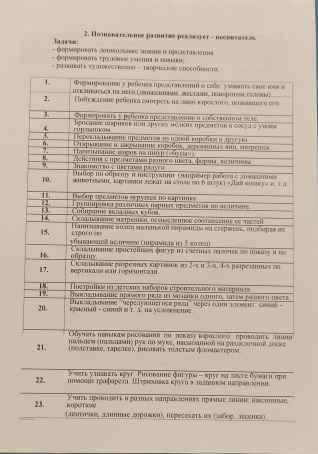 2. Познавательное развитие реализует - воспитатель
Задачи:
- формировать дошкольные знания и представления
- формировать трудовые умения и навыки;
- развивать художественно – творческие способности.
1. Формирование у ребенка представлений о себе: узнавать свое имя и
откликаться на него (движениями, жестами, поворотом головы)
2. Побуждение ребенка смотреть на лицо взрослого, позвавшего его.
3. Формировать у ребенка представление о собственном теле.
4. Бросание шариков или других мелких предметов в сосуд с узким
горлышком.
5. Перекладывание предметов из одной коробки в другую.
6. Открывание и закрывание коробок, деревянных яиц, матрешек.
7. Нанизывание шаров на шнур («бусы»).
8. Действия с предметами разного цвета, формы, величины.
9. Знакомство с цветами радуги.
10. Выбор по образцу и инструкции (например работа с домашними
животными, картинки лежат на столе по 6 штук) «Дай кошку» и т.д
11. Выбор предметов игрушек по картинке
12. Группировка различных парных предметов по величине.
13. Собирание вкладных кубов.
14. Складывание матрешки, осмысленное соотнесение ее частей
15. Нанизывание колец маленькой пирамиды на стержень, подбирая их
строго по
убывающей величине (пирамида из 5 колец)
16. Складывание простейших фигур из счетных палочек по показу и по
образцу.
17. Складывание разрезных картинок из 2-х и 3-х, 4-х разрезанных по
вертикали или горизонтали.
18. Постройки из детских наборов строительного материала.
19. Выкладывание прямого ряда из мозаики одного, затем разного цвета.
20. Выкладывание "чередующегося ряда" через один элемент: синий -
красный - синий и т. д. на усложнение.
21. Обучать навыкам рисования по показу взрослого: проводить линии
пальцем (пальцами) рук по муке, насыпанной на разделочной доске
(подставке, тарелке), рисовать толстым фломастером.
22. Учить узнавать круг. Рисование фигуры – круг на листе бумаги при
помощи трафарета. Штриховка круга в заданном направлении.
23. Учить проводить в разных направлениях прямые линии: наклонные,
короткие
(ленточки, длинные дорожки), пересекать их (забор, лесенка).